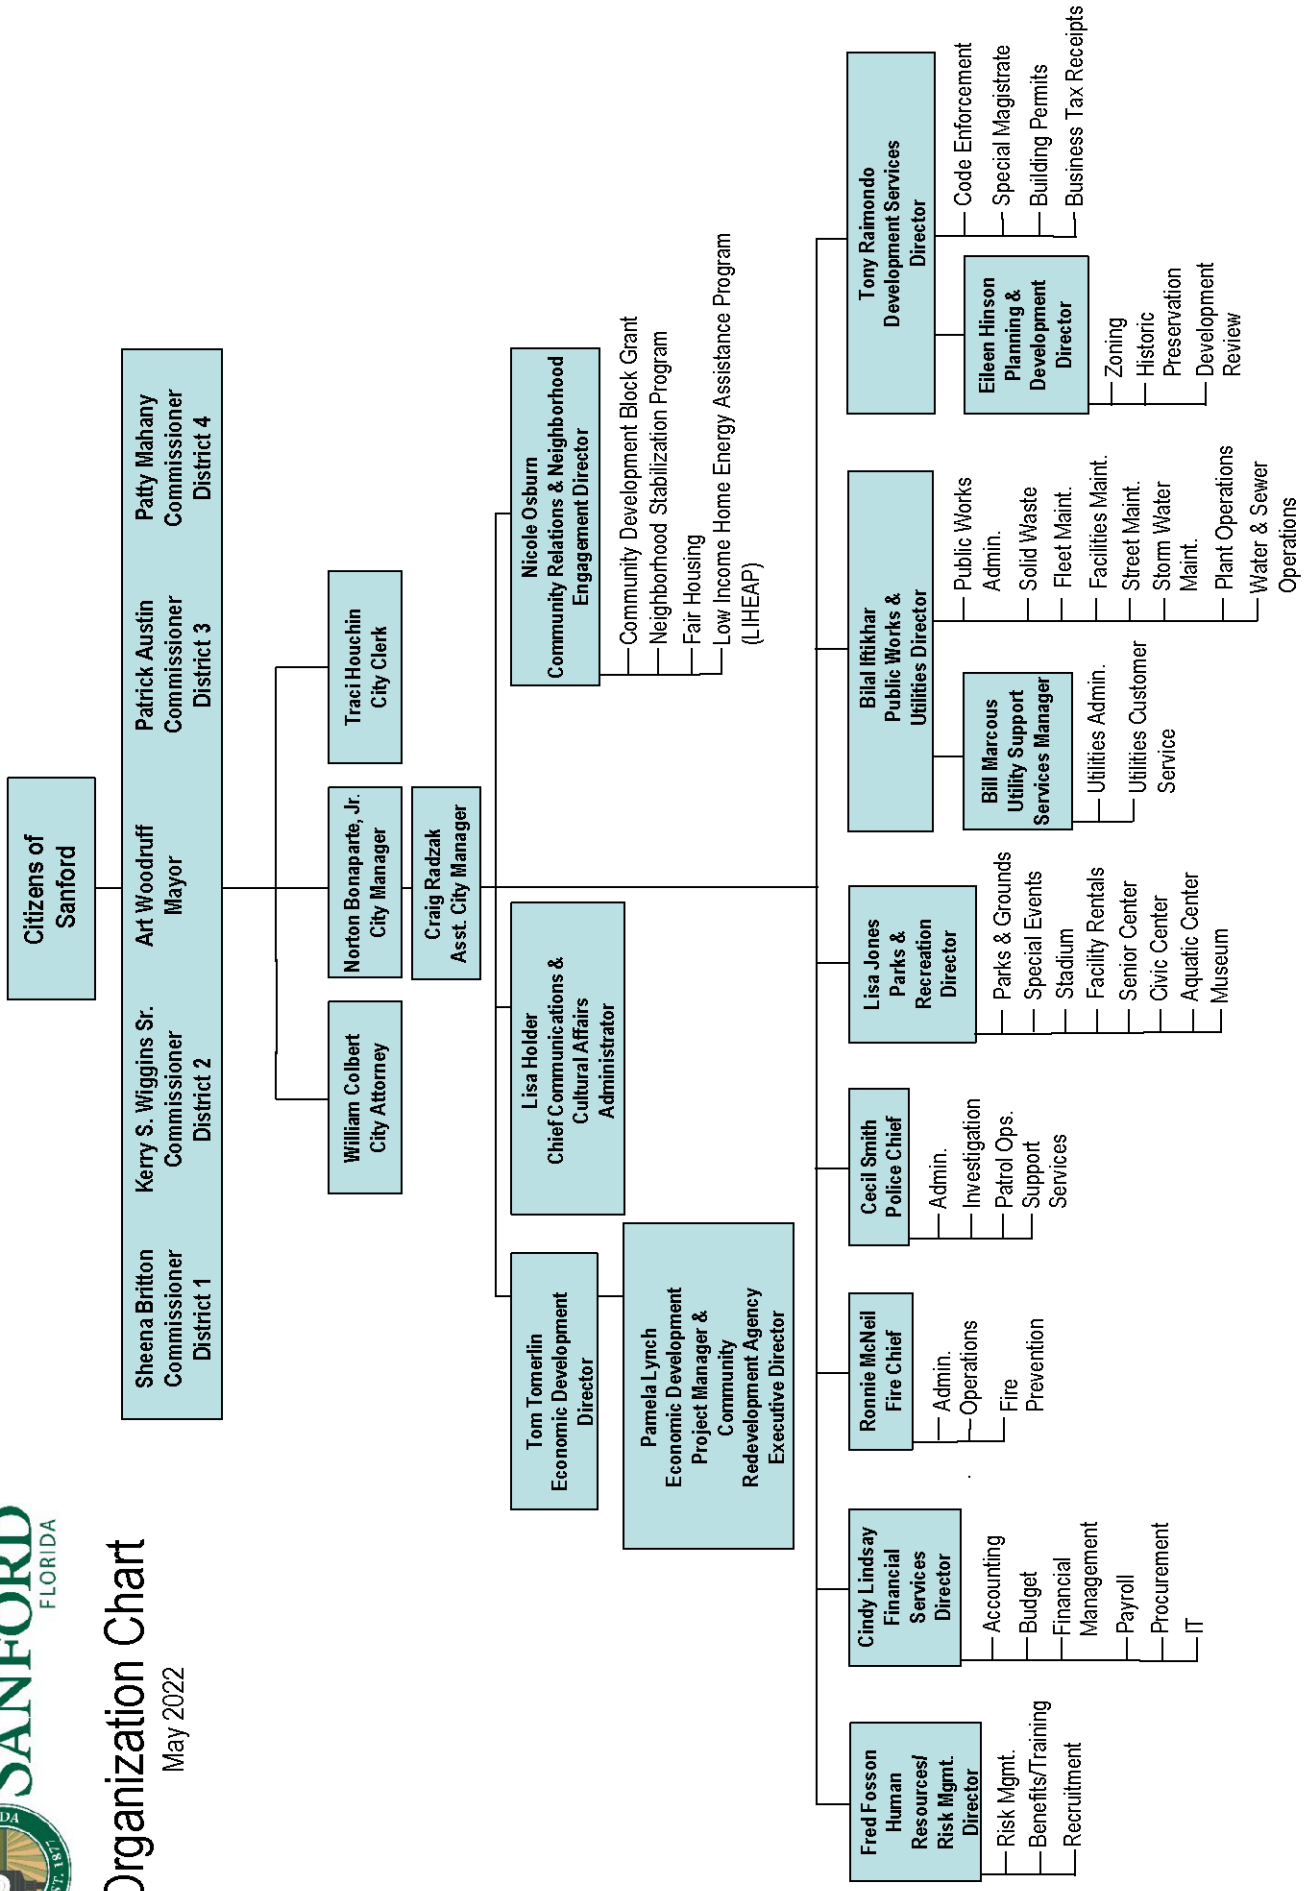 SANFORD
FLORIDA
Organization Chart
May 2022
Citizens of
Sanford
Sheena Britton
Commissioner
District 1
Kerry S. Wiggins Sr.
Commissioner
District 2
Art Woodruff
Mayor
Patrick Austin
Commissioner
District 3
Patty Mahany
Commissioner
District 4
William Colbert
City Attorney
Norton Bonaparte, Jr.
City Manager
Traci Houchin
City Clerk
Craig Radzak
Asst. City Manager
Tom Tomerlin
Economic Development
Director
Lisa Holder
Chief Communications &
Cultural Affairs
Administrator
Nicole Osburn
Community Relations & Neighborhood
Engagement Director
Community Development Block Grant
Neighborhood Stabilization Program
Fair Housing
Low Income Home Energy Assistance Program
(LIHEAP)
Pamela Lynch
Economic Development
Project Manager &
Community
Redevelopment Agency
Executive Director
Fred Fosson
Human
Resources/
Risk Mgmt.
Director
Risk Mgmt.
Benefits/Training
Recruitment
Cindy Lindsay
Financial
Services
Director
Accounting
Budget
Financial
Management
Payroll
Procurement
IT
Ronnie McNeil
Fire Chief
Admin.
Operations
Fire
Prevention
Cecil Smith
Police Chief
Admin.
Investigation
Patrol Ops.
Support
Services
Lisa Jones
Parks &
Recreation
Director
Parks & Grounds
Special Events
Stadium
Facility Rentals
Senior Center
Civic Center
Aquatic Center
Museum
Bilal Iftikhar
Public Works &
Utilities Director
Bill Marcous
Utility Support
Services Manager
Utilities Admin.
Utilities Customer
Service
Public Works
Admin.
Solid Waste
Fleet Maint.
Facilities Maint.
Street Maint.
Storm Water
Maint.
Plant Operations
Water & Sewer
Operations
Tony Raimondo
Development Services
Director
Eileen Hinson
Planning &
Development
Director
Zoning
Historic
Preservation
Development
Review
Code Enforcement
Special Magistrate
Building Permits
Business Tax Receipts